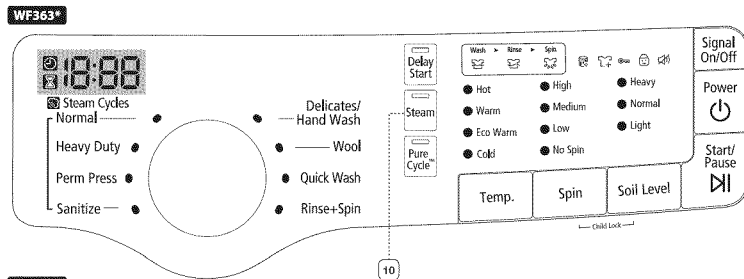 WF363*
18:88
Steam Cycles
Normal
Heavy Duty
Perm Press
Sanitize
Delicates/
Hand Wash
Wool
Quick Wash
Rinse+Spin
Delay
Start
Steam
Pure
Cycle™
Wash ► Rinse ► Spin
Hot
Warm
Eco Warm
Cold
High
Medium
Low
No Spin
Heavy
Normal
Light
Temp.
Spin
Soil Level
Child Lock
Signal
On/Off
Power
Start/
Pause
10